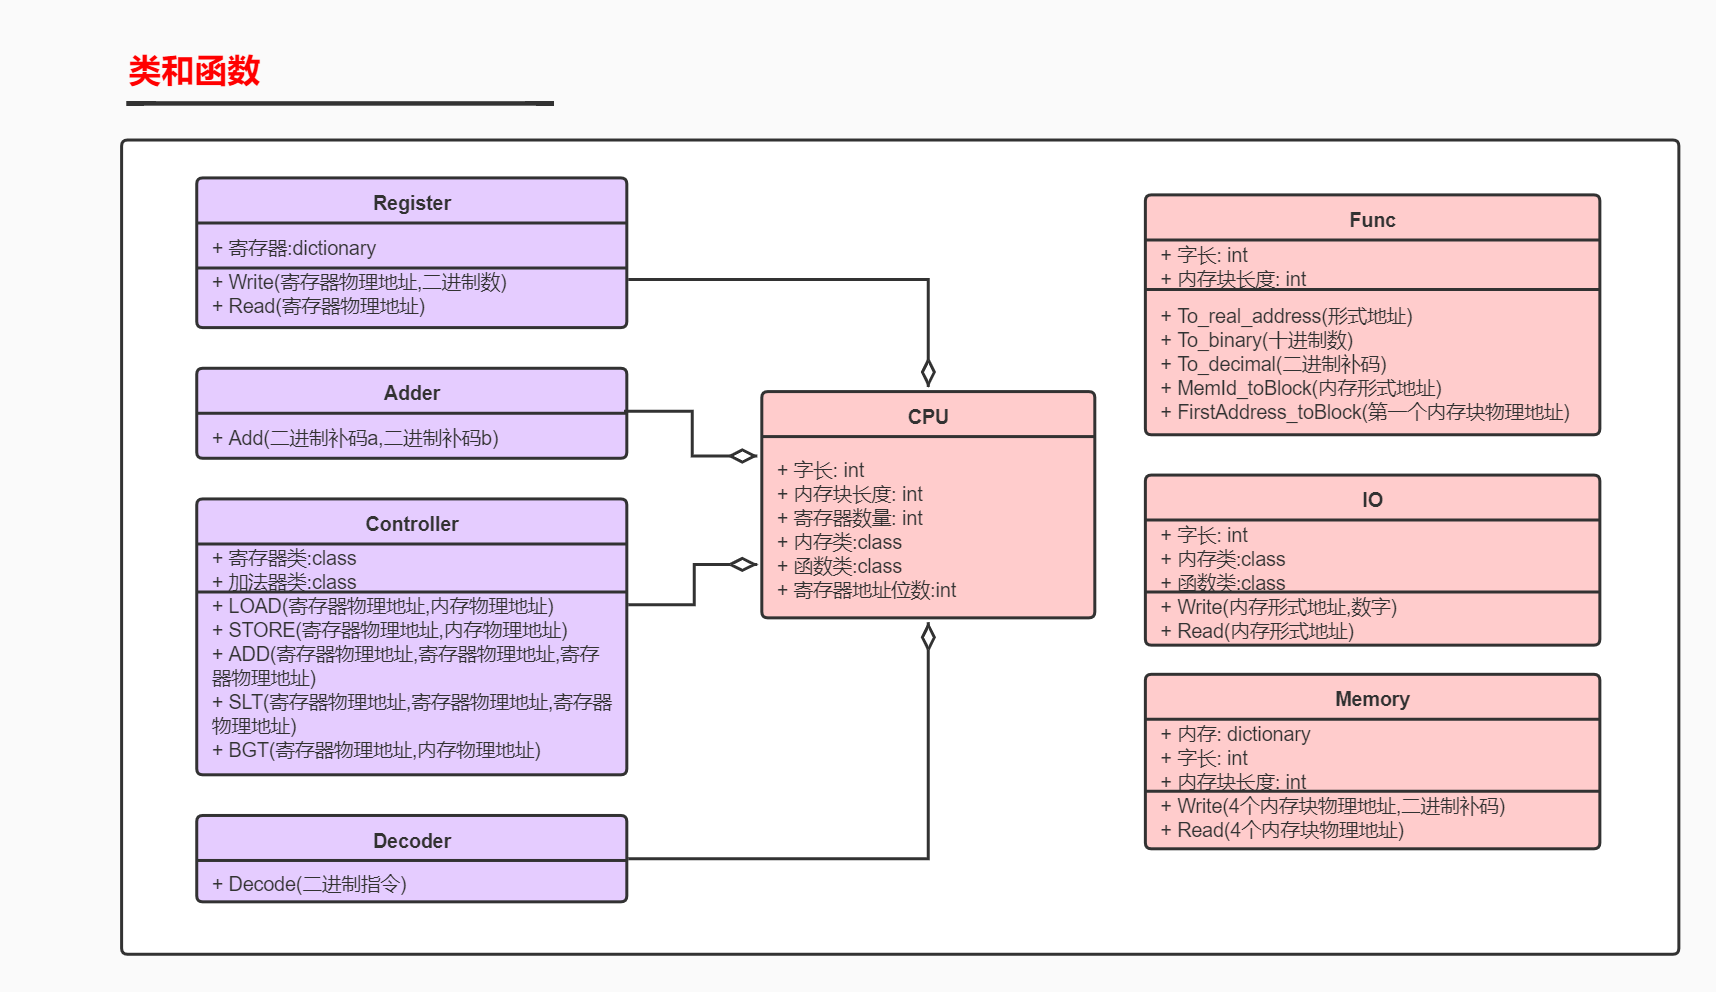 类和函数
Register
+ 寄存器:dictionary
+ Write(寄存器物理地址,二进制数)
+ Read(寄存器物理地址)
Adder
+ Add(二进制补码a,二进制补码b)
Controller
+ 寄存器类:class
+ 加法器类:class
+ LOAD(寄存器物理地址,内存物理地址)
+ STORE(寄存器物理地址,内存物理地址)
+ ADD(寄存器物理地址,寄存器物理地址,寄存
器物理地址)
+ SLT(寄存器物理地址,寄存器物理地址,寄存器
物理地址)
+ BGT(寄存器物理地址,内存物理地址)
Decoder
+ Decode(二进制指令)
CPU
+ 字长: int
+ 内存块长度: int
+ 寄存器数量: int
+ 内存类:class
+ 函数类:class
+ 寄存器地址位数:int
Func
+ 字长: int
+ 内存块长度: int
+ To_real_address(形式地址)
+ To_binary(十进制数)
+ To_decimal(二进制补码)
+ MemId_toBlock(内存形式地址)
+ FirstAddress_toBlock(第一个内存块物理地址)
IO
+ 字长: int
+ 内存类:class
+ 函数类:class
+ Write(内存形式地址,数字)
+ Read(内存形式地址)
Memory
+ 内存: dictionary
+ 字长: int
+ 内存块长度: int
+ Write(4个内存块物理地址,二进制补码)
+ Read(4个内存块物理地址)